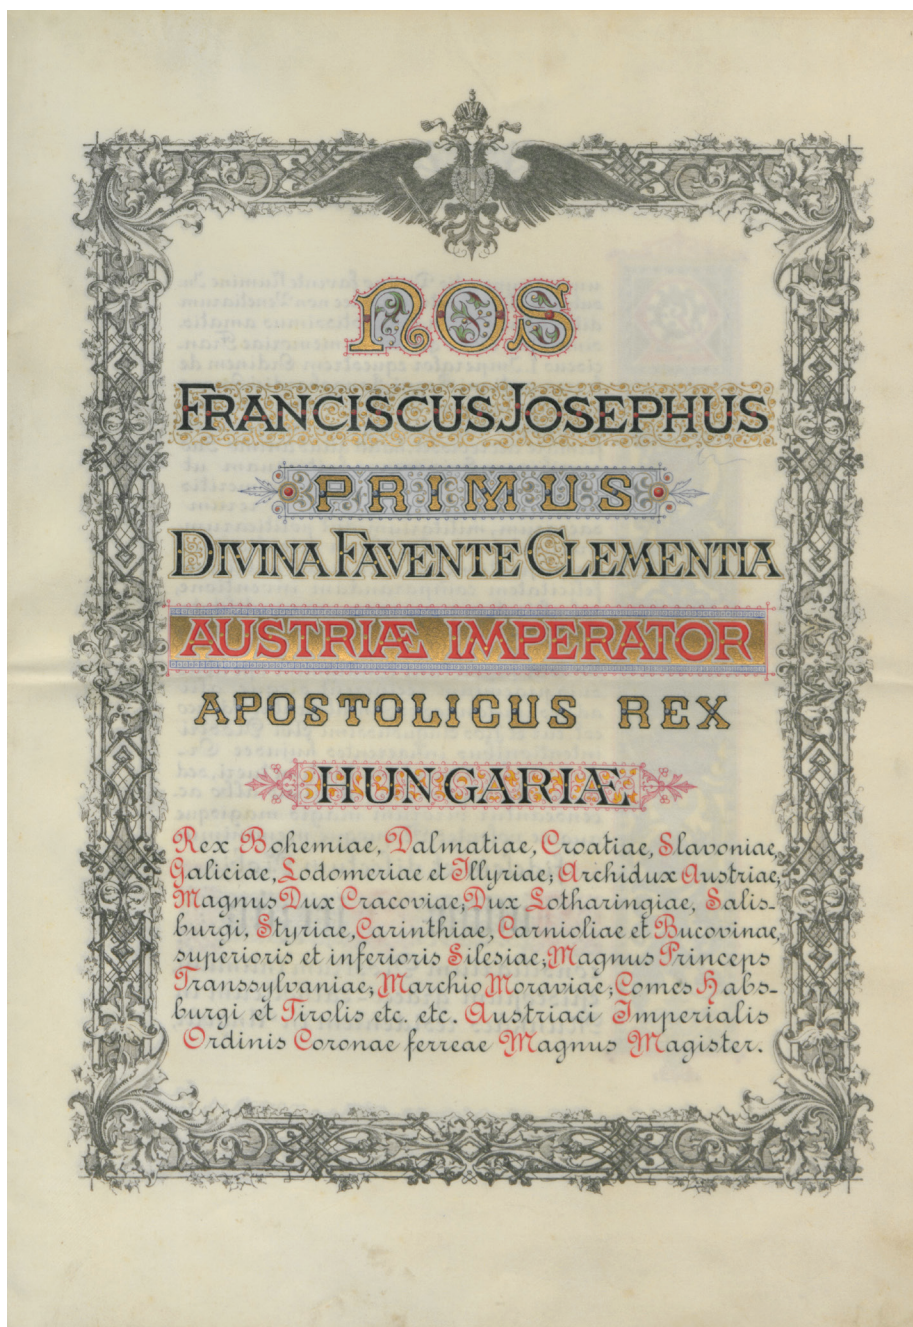 NOS
FRANCISCUS JOSEPHUS
PRIMUS
DIVINA FAVENTE CLEMENTIA
AUSTRIÆ IMPERATOR
APOSTOLICUS REX
HUNGARIÆ,
Rex Bohemiae, Dalmatiae, Croatiae, Slavoniae,
Galiciae, Lodomeriae et Illyriae; Archidux Austriae;
Magnus Dux Cracoviae; Dux Lotharingiae, Salis-
burgi, Styriae, Carinthiae, Carnioliae et Bucovinae,
superioris et inferioris Silesiae; Magnus Princeps
Transsylvaniae; Marchio Moraviae; Comes Habs-
burgi et Tirolis etc. etc. Austriaci Imperialis
Ordinis Coronae ferreae Magnus Magister.